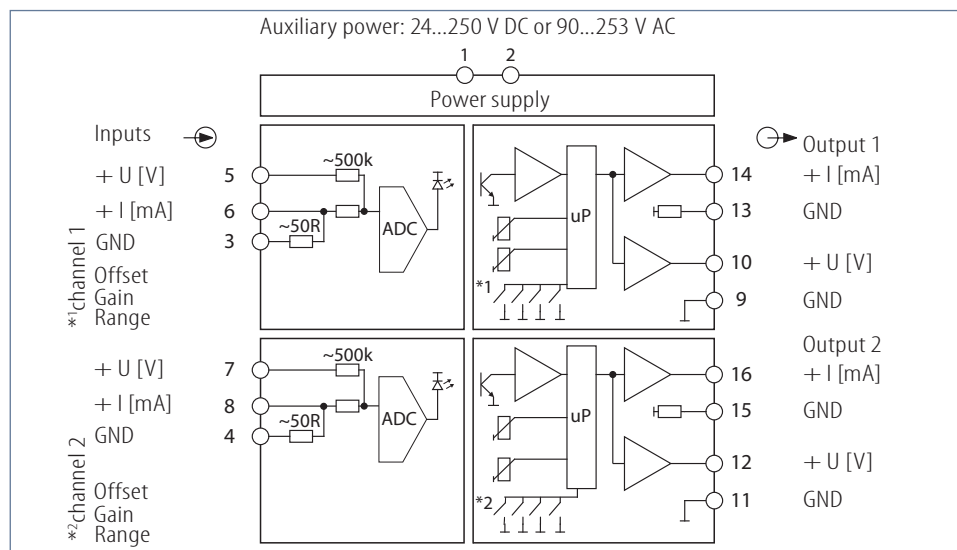 Auxiliary power: 24...250 V DC or 90...253 V AC
1 2
Power supply
Inputs
+ U [V] 5 ~500k
+ I [mA] 6
~50R
GND 3
ADC
*1channel 1
Offset
Gain
Range
uP
*1
Output 1
14 + I [mA]
13 GND
10 + U [V]
9 GND
+ U [V] 7 ~500k
+ I [mA] 8
~50R
GND 4
ADC
*2channel 2
Offset
Gain
Range
uP
*2
Output 2
16 + I [mA]
15 GND
12 + U [V]
11 GND